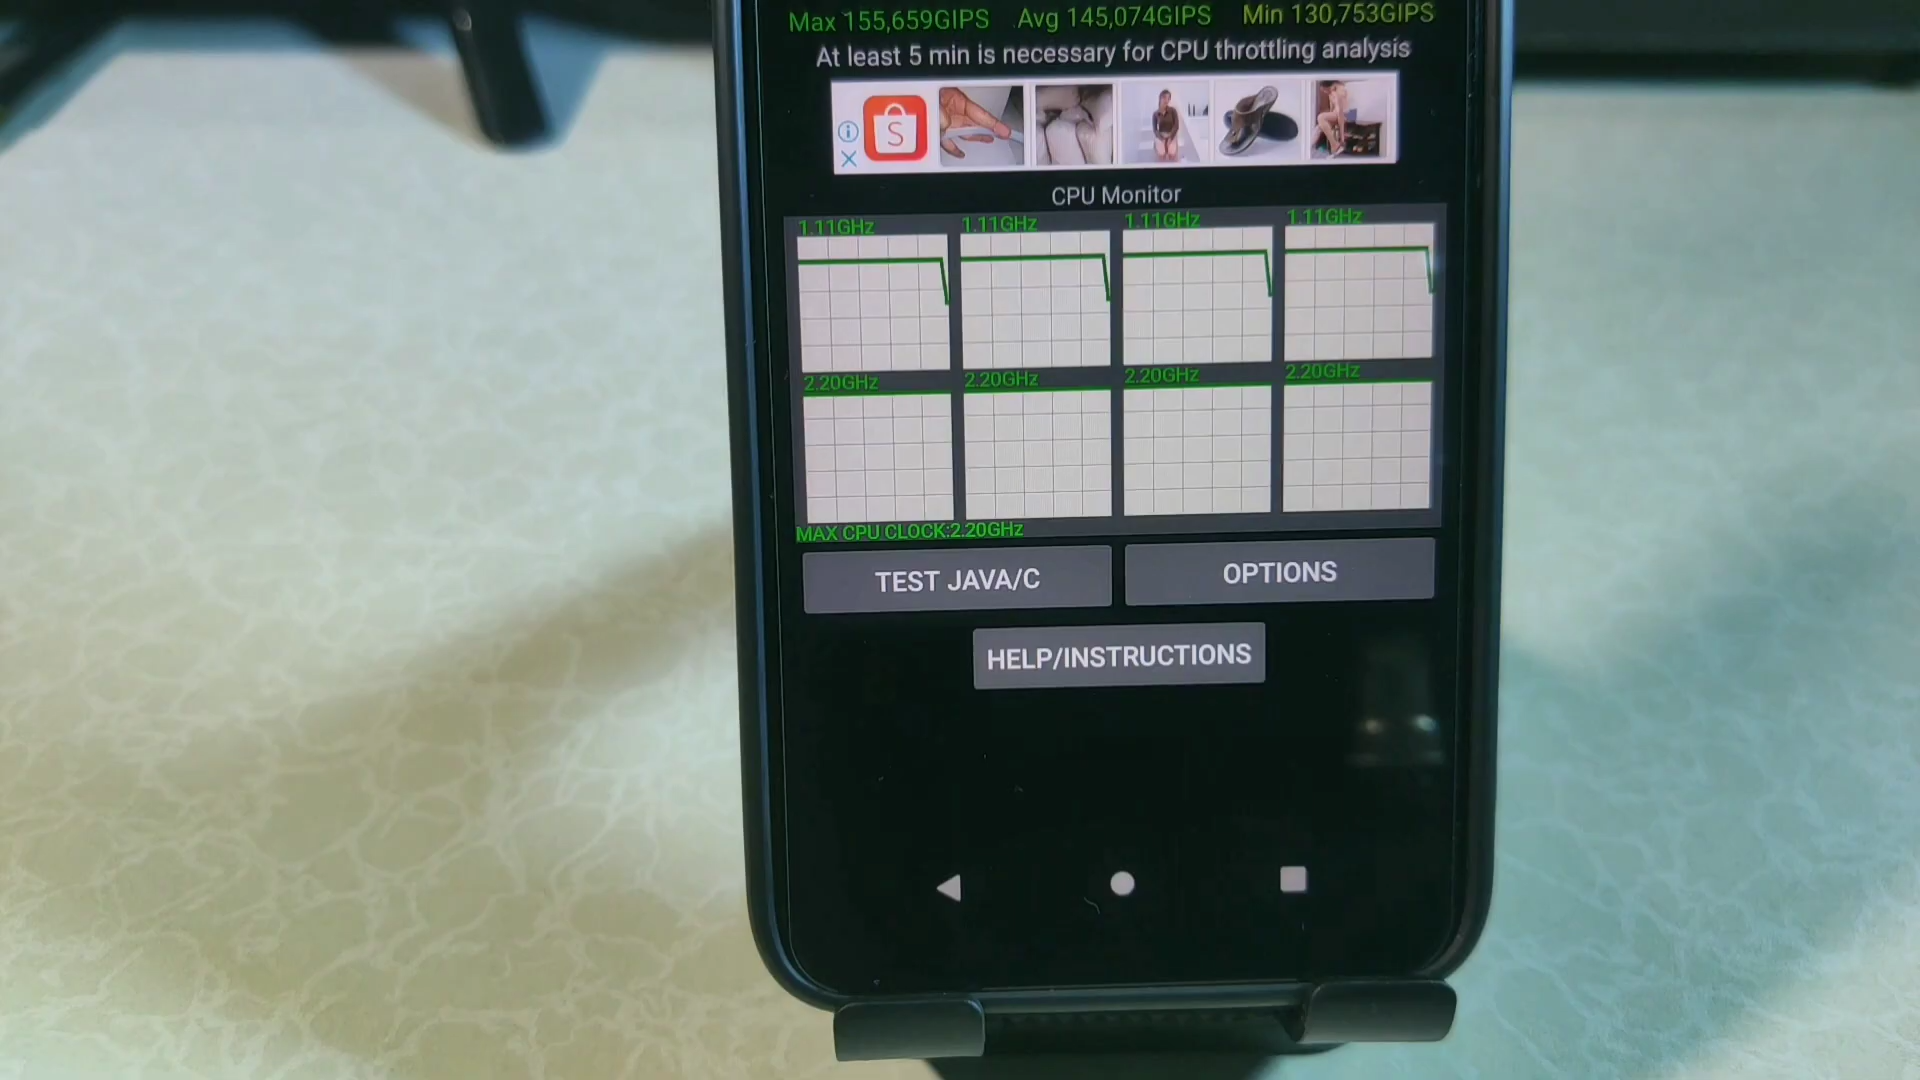 Max 155,659GIPS Avg 145,074GIPS Min 130,753GIPS
At least 5 min is necessary for CPU throttling analysis
S
CPU Monitor
1.11GHz 1.11GHz 1.11GHz 1.11GHz
2.20GHz 2.20GHz 2.20GHz 2.20GHz
MAX CPU CLOCK:2.20GHz
TEST JAVA/C OPTIONS
HELP/INSTRUCTIONS